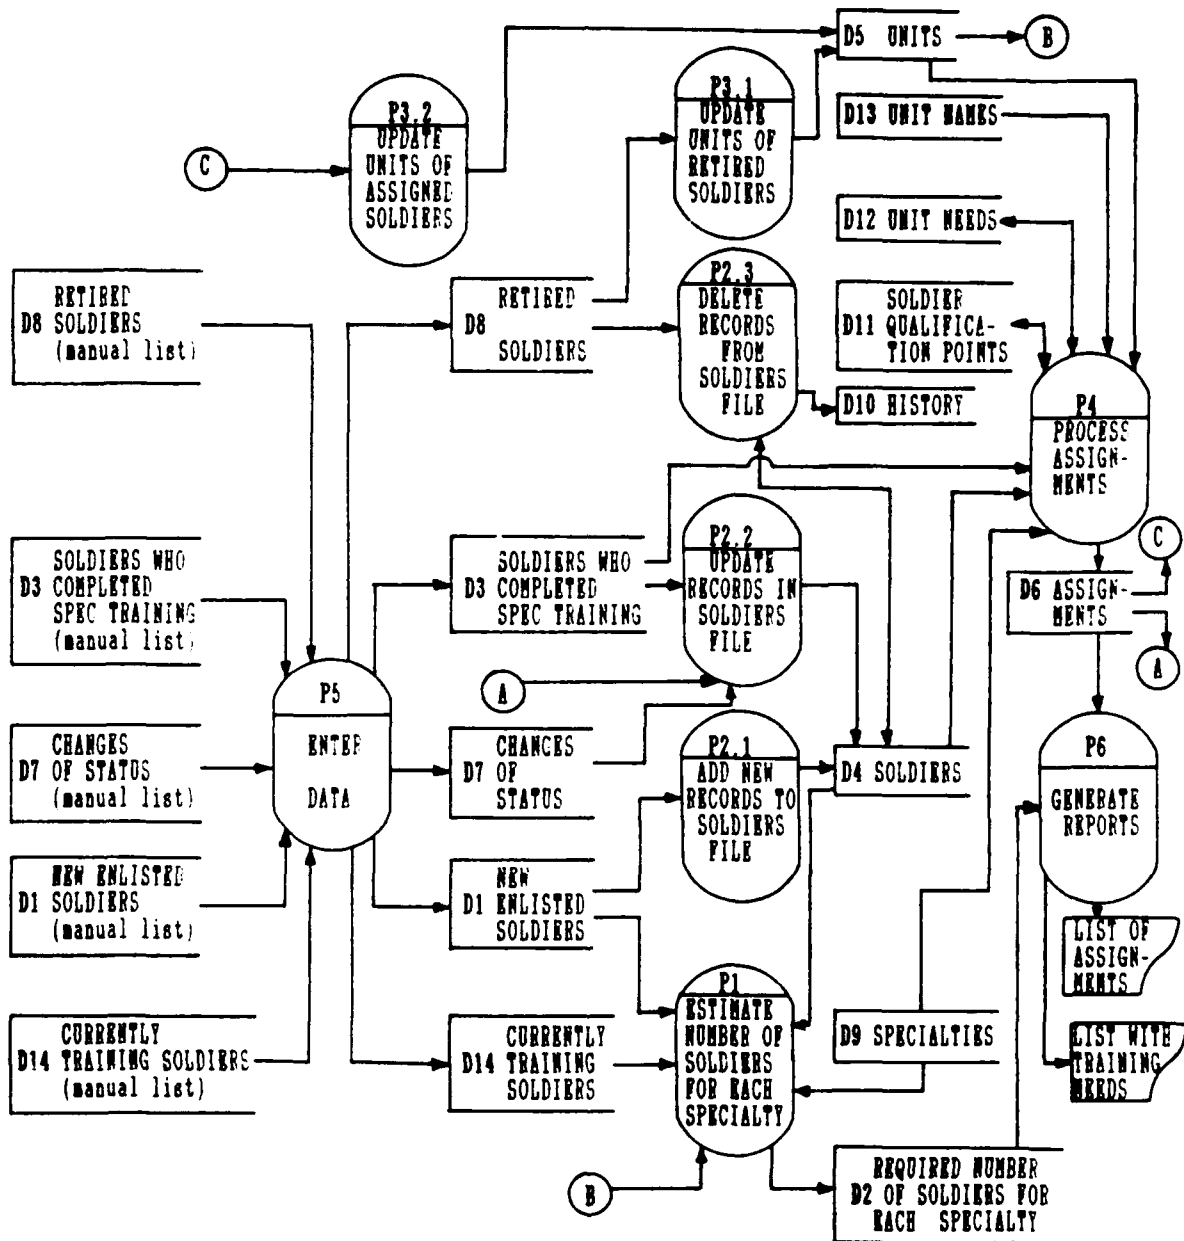 D5 UNITS
B
P3.2
UPDATE
UNITS OF
ASSIGNED
SOLDIERS
P3.1
UPDATE
UNITS OF
RETIRED
SOLDIERS
D13 UNIT NAMES
C
D12 UNIT NEEDS
RETIRED
D8 SOLDIERS
(manual list)
RETIRED
D8
SOLDIERS
P2.3
DELETE
RECORDS
FROM
SOLDIERS
FILE
SOLDIER
D11 QUALIFICA-
TION POINTS
D10 HISTORY
P4
PROCESS
ASSIGN-
MENTS
SOLDIERS WHO
D3 COMPLETED
SPEC TRAINING
(manual list)
SOLDIERS WHO
D3 COMPLETED
SPEC TRAINING
P2.2
UPDATE
RECORDS IN
SOLDIERS
FILE
C
D6 ASSIGN-
MENTS
A
A
P5
ENTER
DATA
CHANGES
D7 OF STATUS
(manual list)
CHANGES
D7 OF
STATUS
P2.1
ADD NEW
RECORDS TO
SOLDIERS
FILE
D4 SOLDIERS
P6
GENERATE
REPORTS
NEW ENLISTED
D1 SOLDIERS
(manual list)
NEW
D1 ENLISTED
SOLDIERS
LIST OF
ASSIGN-
MENTS
P1
ESTIMATE
NUMBER OF
SOLDIERS
FOR EACH
SPECIALTY
CURRENTLY
D14 TRAINING SOLDIERS
(manual list)
CURRENTLY
D14 TRAINING
SOLDIERS
D9 SPECIALTIES
LIST WITH
TRAINING
NEEDS
B
REQUIRED NUMBER
D2 OF SOLDIERS FOR
EACH SPECIALTY